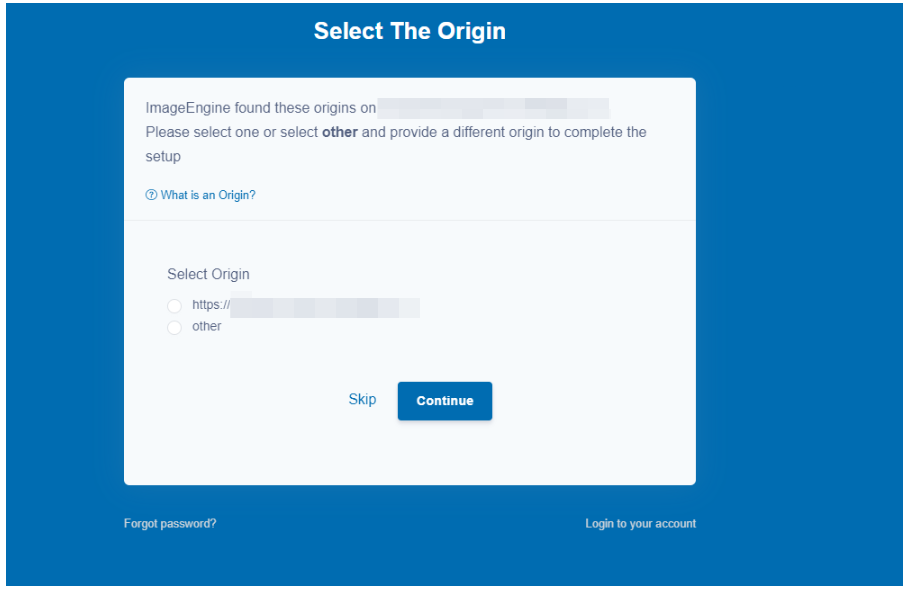 Select The Origin
ImageEngine found these origins on
Please select one or select other and provide a different origin to complete the
setup
What is an Origin?
Select Origin
https://
other
Skip Continue
Forgot password? Login to your account